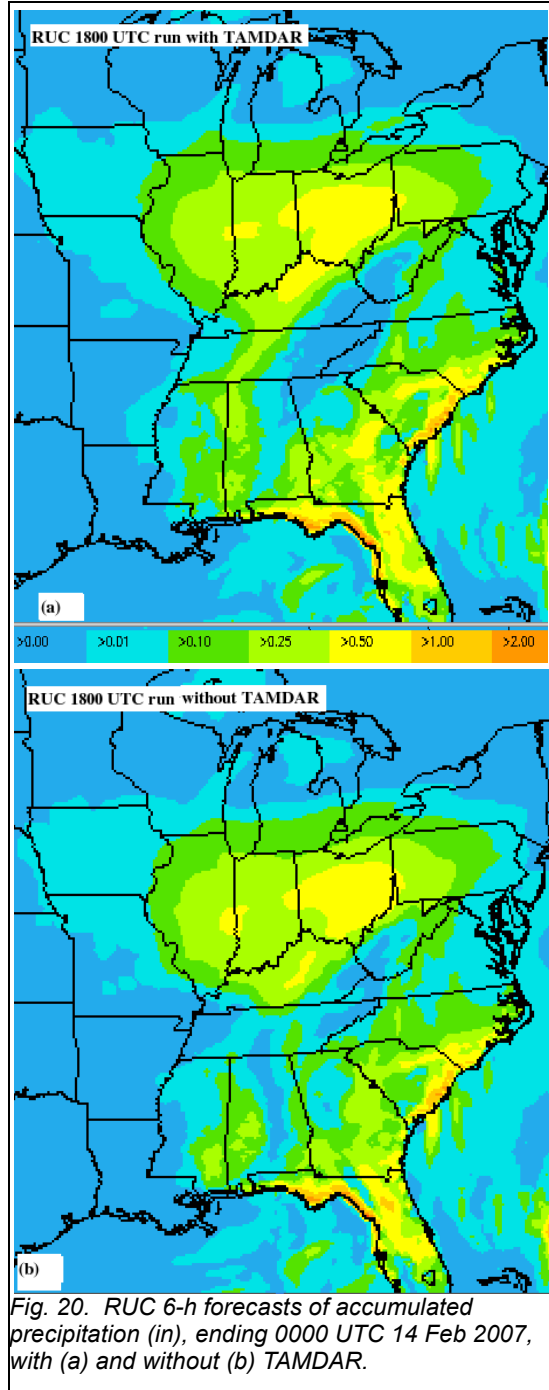 RUC 1800 UTC run with TAMDAR
(a)
>0.00 >0.01 >0.10 >0.25 >0.50 >1.00 >2.00
RUC 1800 UTC run without TAMDAR
(b)
Fig. 20. RUC 6-h forecasts of accumulated
precipitation (in), ending 0000 UTC 14 Feb 2007,
with (a) and without (b) TAMDAR.